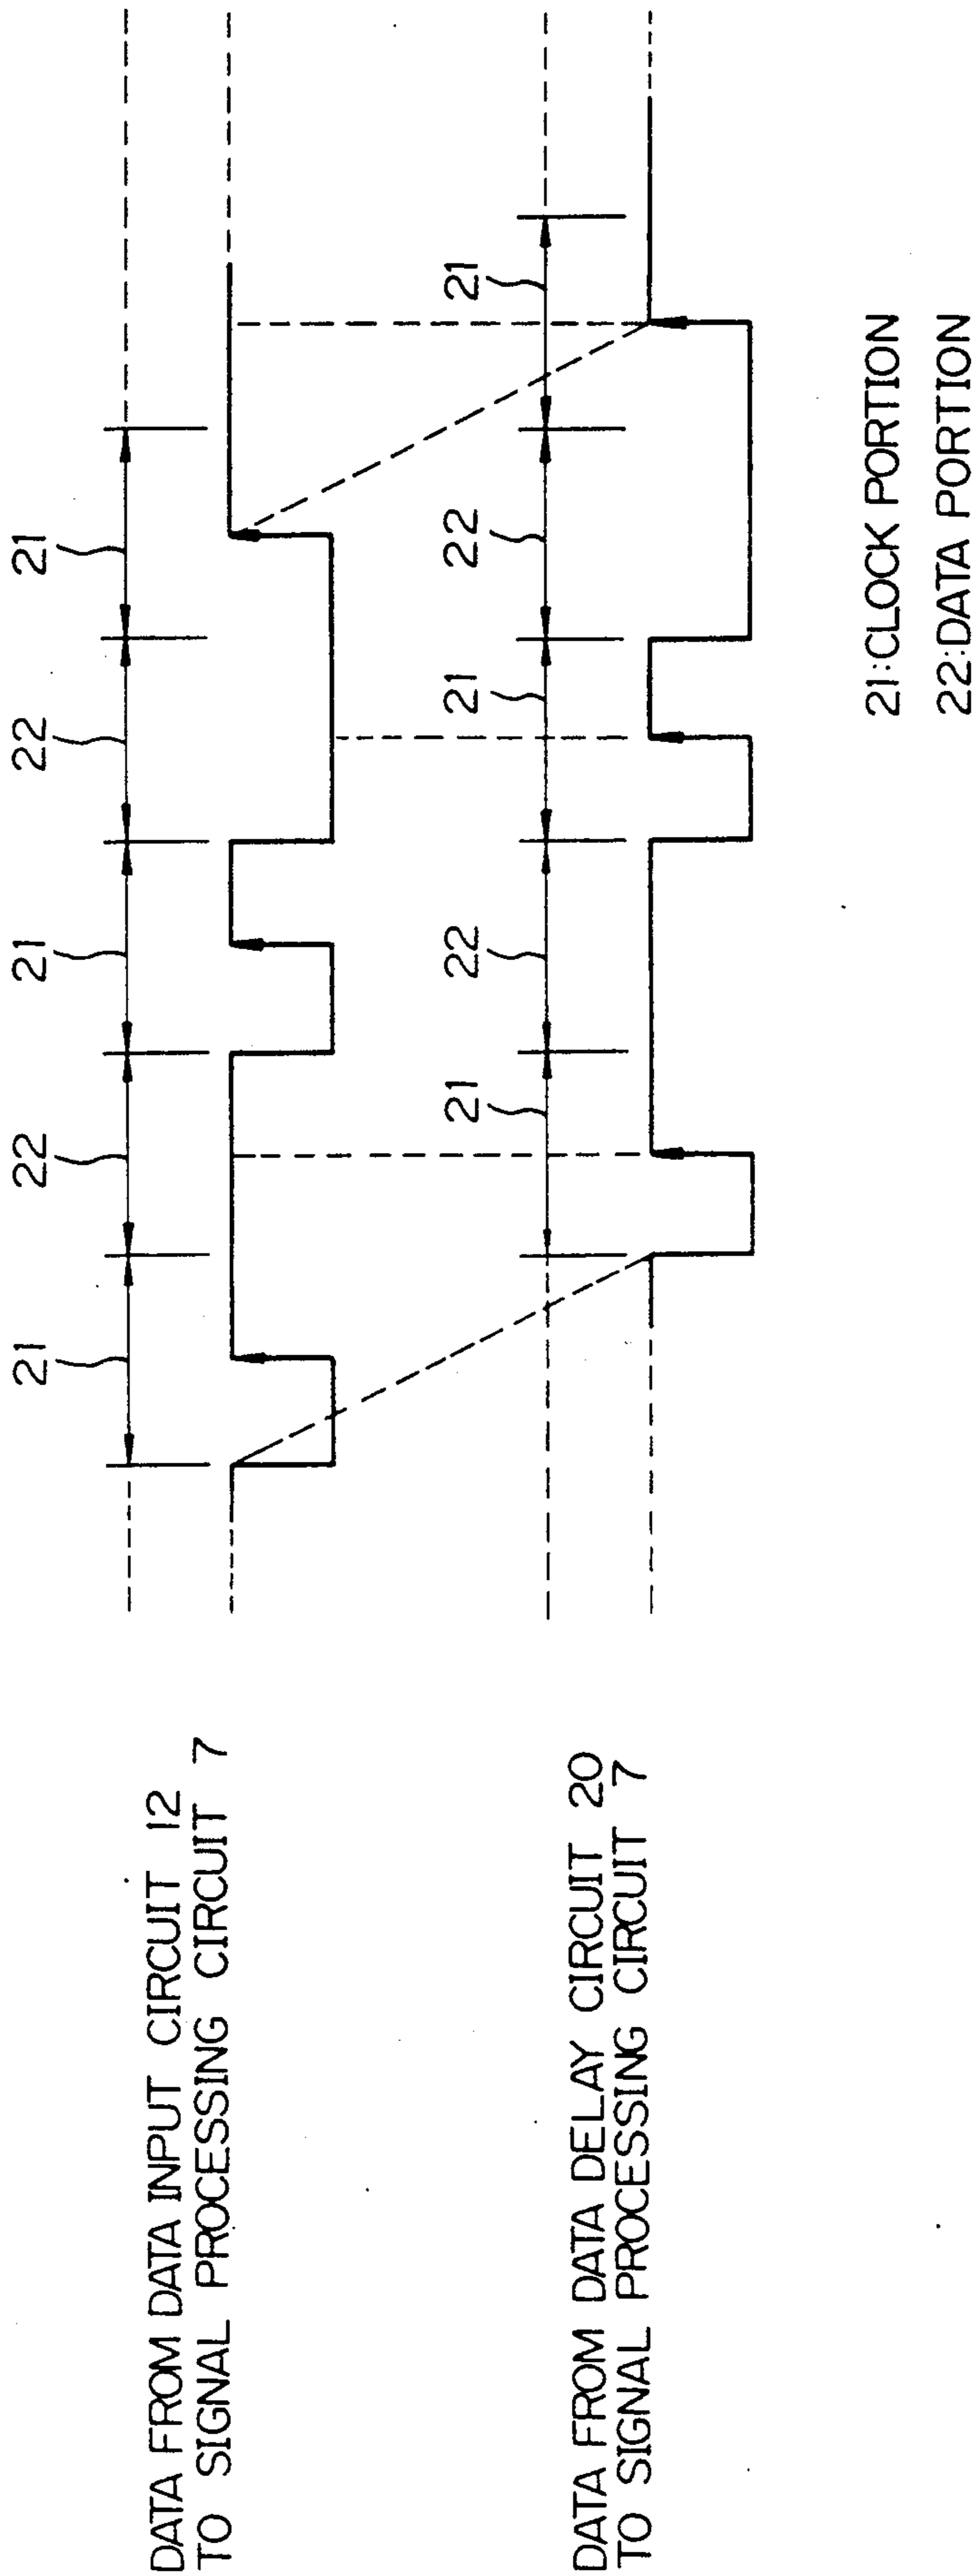 DATA FROM DATA INPUT CIRCUIT 12
TO SIGNAL PROCESSING CIRCUIT 7
21
22
21
22
21
DATA FROM DATA DELAY CIRCUIT 20
TO SIGNAL PROCESSING CIRCUIT 7
21
22
21
22
21
21:CLOCK PORTION
22:DATA PORTION